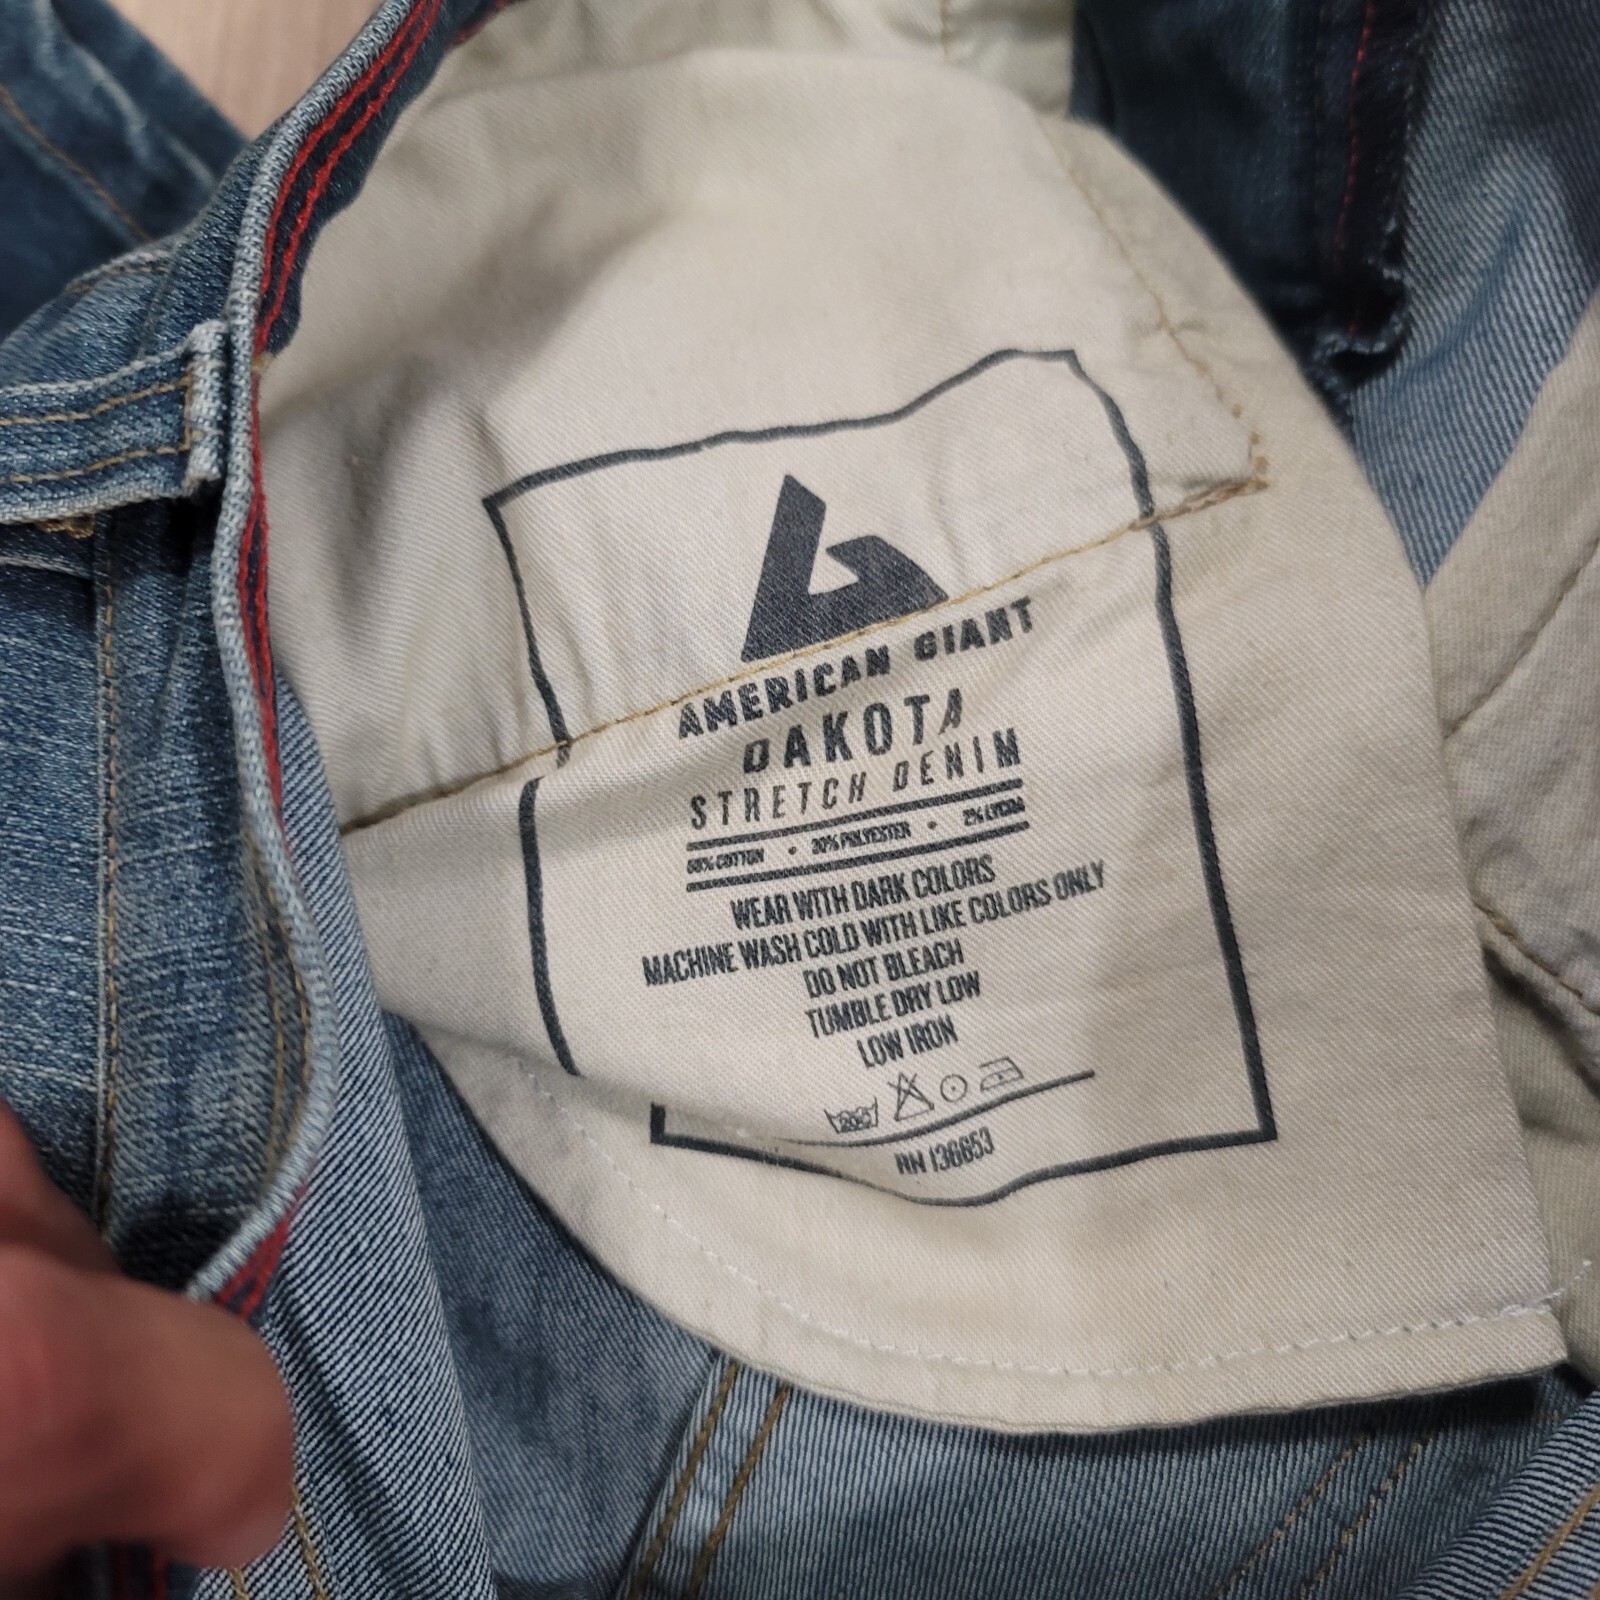 AMERICAN GIANT
DAKOTA
STRETCH DENIM
68% COTTON • 30% POLYESTER • 2% LYCRA
WEAR WITH DARK COLORS
MACHINE WASH COLD WITH LIKE COLORS ONLY
DO NOT BLEACH
TUMBLE DRY LOW
LOW IRON
RN 136653